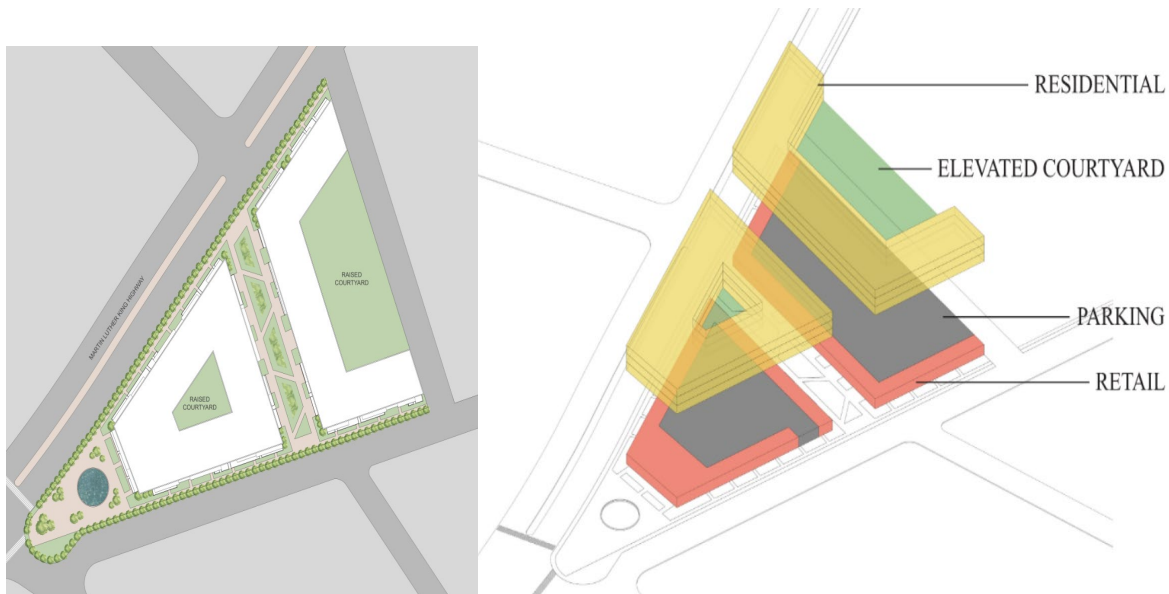 MARTIN LUTHER KING HIGHWAY
RAISED
COURTYARD
RAISED
COURTYARD
RESIDENTIAL
ELEVATED COURTYARD
PARKING
RETAIL